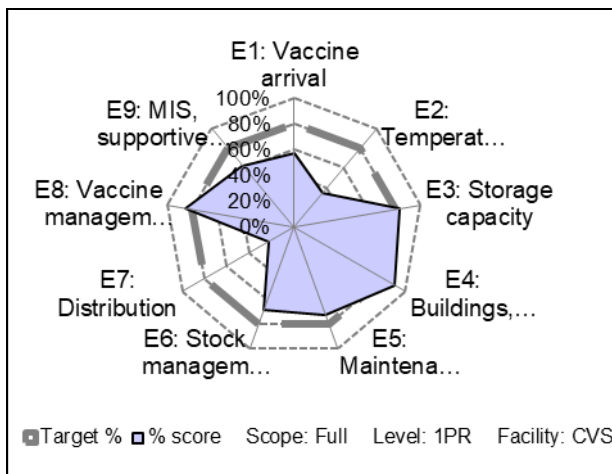 E1: Vaccine
arrival
100%
80%
60%
40%
20%
0%
E2:
Temperat...
E3: Storage
capacity
E4:
Buildings,...
E5:
Maintena...
E6: Stock
managem...
E7:
Distribution
E8: Vaccine
managem...
E9: MIS,
supportive...
Target % % score Scope: Full Level: 1PR Facility: CVS